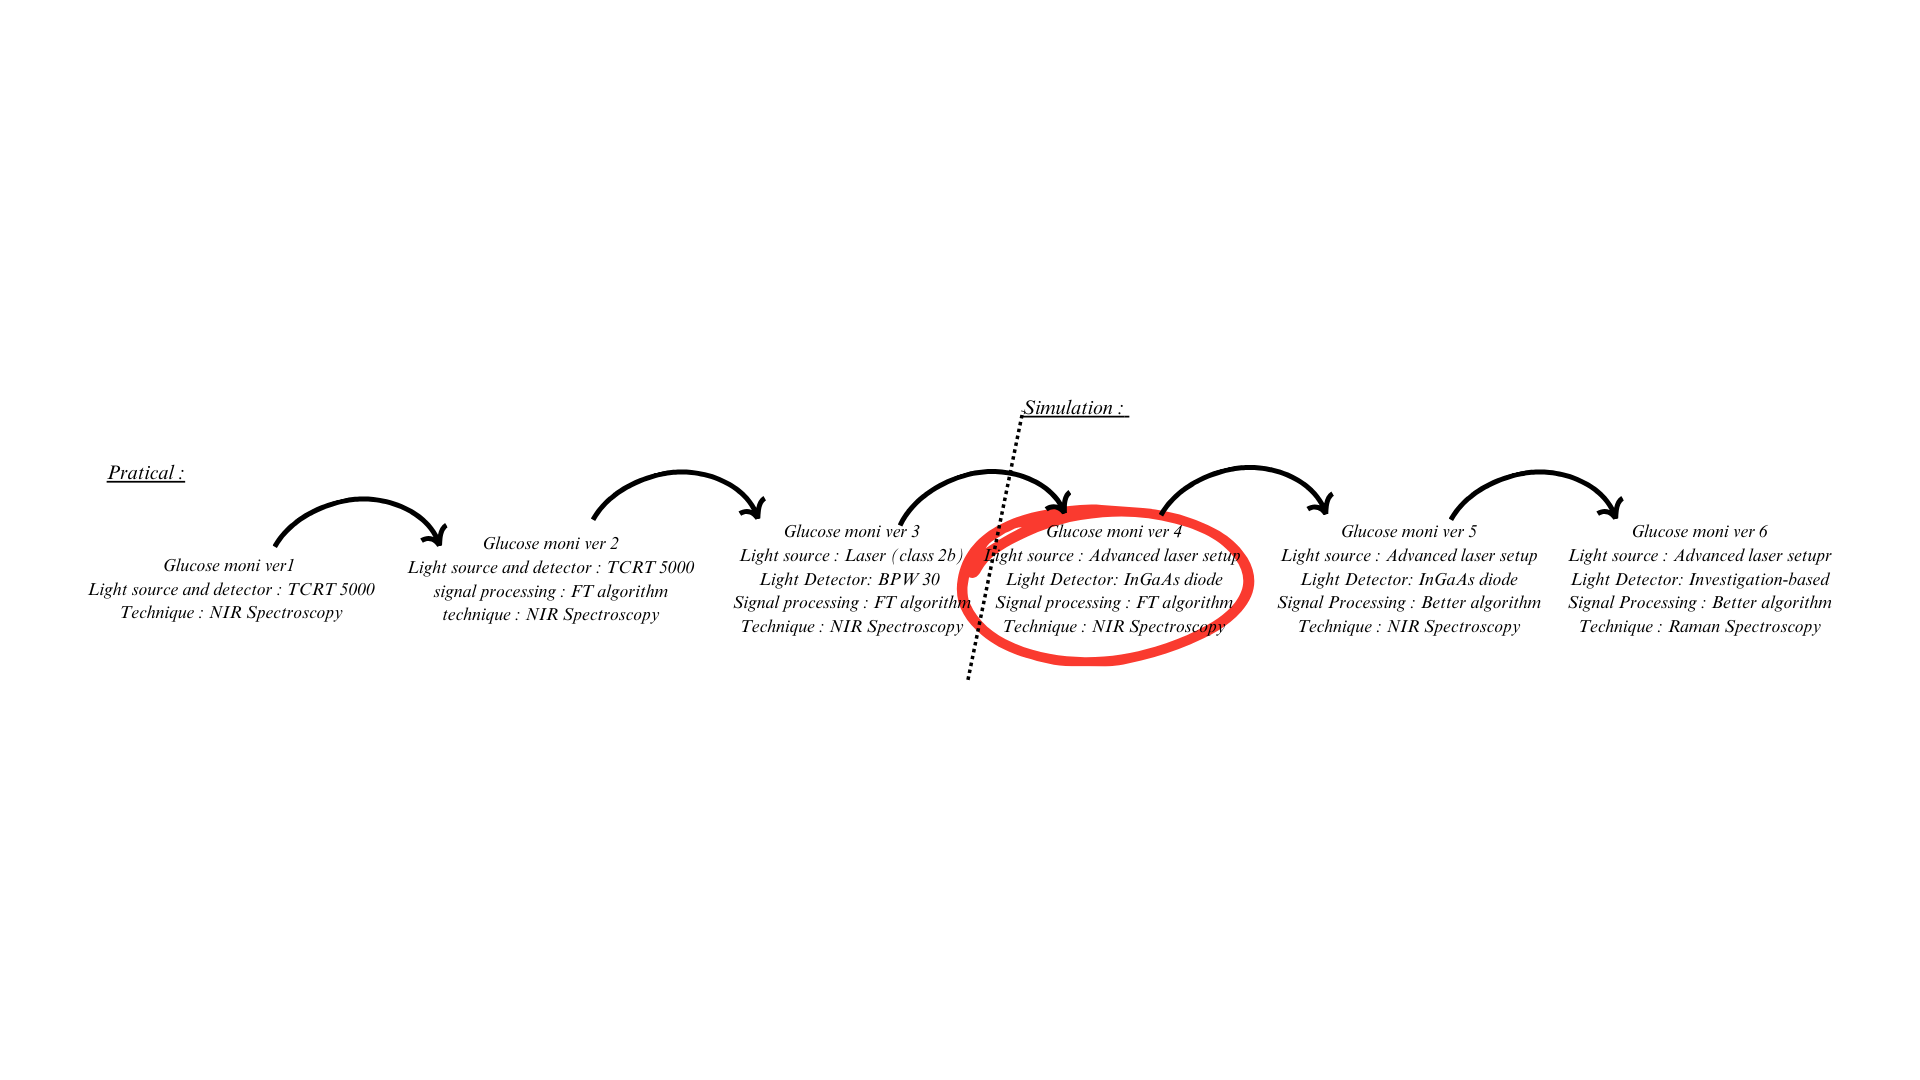 Simulation :
Pratical :
Glucose moni ver1
Light source and detector : TCRT 5000
Technique : NIR Spectroscopy
Glucose moni ver 2
Light source and detector : TCRT 5000
signal processing : FT algorithm
technique : NIR Spectroscopy
Glucose moni ver 3
Light source : Laser (class 2b)
Light Detector: BPW 30
Signal processing : FT algorithm
Technique : NIR Spectroscopy
Glucose moni ver 4
Light source : Advanced laser setup
Light Detector: InGaAs diode
Signal processing : FT algorithm
Technique : NIR Spectroscopy
Glucose moni ver 5
Light source : Advanced laser setup
Light Detector: InGaAs diode
Signal Processing : Better algorithm
Technique : NIR Spectroscopy
Glucose moni ver 6
Light source : Advanced laser setupr
Light Detector: Investigation-based
Signal Processing : Better algorithm
Technique : Raman Spectroscopy